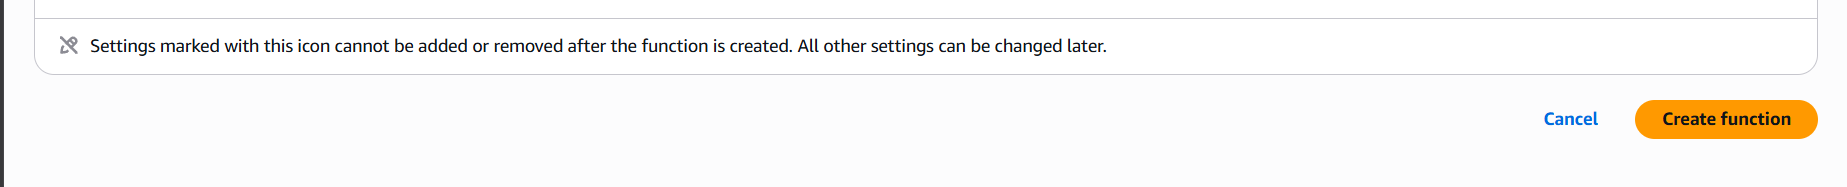 Settings marked with this icon cannot be added or removed after the function is created. All other settings can be changed later.
Cancel
Create function